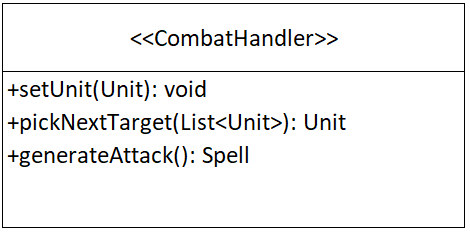 <<CombatHandler>>
+setUnit(Unit): void
+pickNextTarget(List<Unit>): Unit
+generateAttack(): Spell